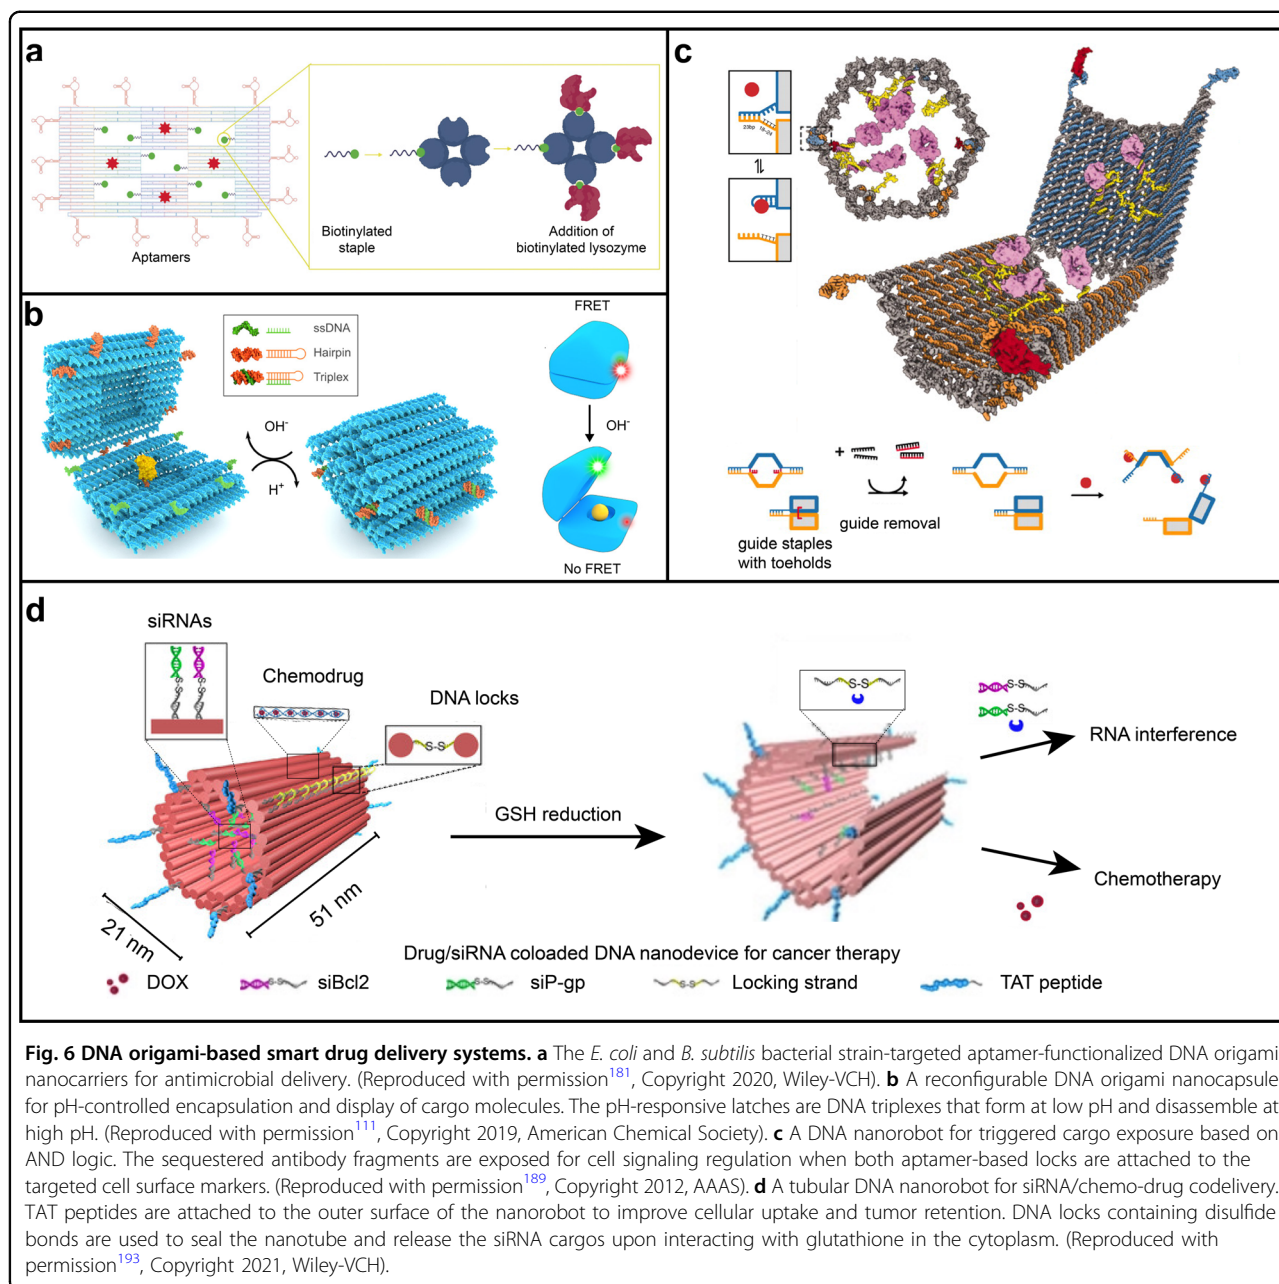 a
Aptamers
Biotinylated
staple
Addition of
biotinylated lysozyme
b
ssDNA
Hairpin
Triplex
OH-
H+
FRET
OH-
No FRET
c
23bp
16-24
+
guide removal
guide staples
with toeholds
d
siRNAs
S-S
S-S
Chemodrug
DNA locks
S-S
21 nm
51 nm
GSH reduction
S-S
S-S
S-S
RNA interference
Chemotherapy
Drug/siRNA coloaded DNA nanodevice for cancer therapy
DOX
S-S
siBcl2
S-S
siP-gp
S-S
Locking strand
TAT peptide
Fig. 6 DNA origami-based smart drug delivery systems. a The E. coli and B. subtilis bacterial strain-targeted aptamer-functionalized DNA origami
nanocarriers for antimicrobial delivery. (Reproduced with permission181, Copyright 2020, Wiley-VCH). b A reconfigurable DNA origami nanocapsule
for pH-controlled encapsulation and display of cargo molecules. The pH-responsive latches are DNA triplexes that form at low pH and disassemble at
high pH. (Reproduced with permission111, Copyright 2019, American Chemical Society). c A DNA nanorobot for triggered cargo exposure based on
AND logic. The sequestered antibody fragments are exposed for cell signaling regulation when both aptamer-based locks are attached to the
targeted cell surface markers. (Reproduced with permission189, Copyright 2012, AAAS). d A tubular DNA nanorobot for siRNA/chemo-drug codelivery.
TAT peptides are attached to the outer surface of the nanorobot to improve cellular uptake and tumor retention. DNA locks containing disulfide
bonds are used to seal the nanotube and release the siRNA cargos upon interacting with glutathione in the cytoplasm. (Reproduced with
permission193, Copyright 2021, Wiley-VCH).